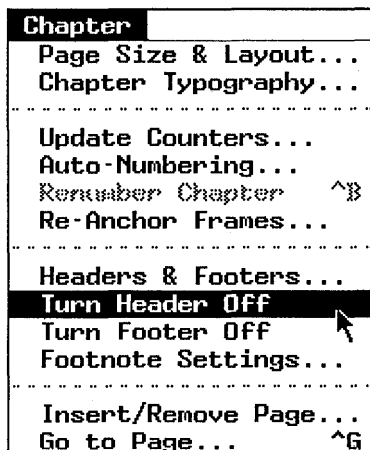 Chapter
Page Size & Layout...
Chapter Typography...
Update Counters...
Auto-Numbering...
Renumber Chapter ^B
Re-Anchor Frames...
Headers & Footers...
Turn Header Off
Turn Footer Off
Footnote Settings...
Insert/Remove Page...
Go to Page... ^G